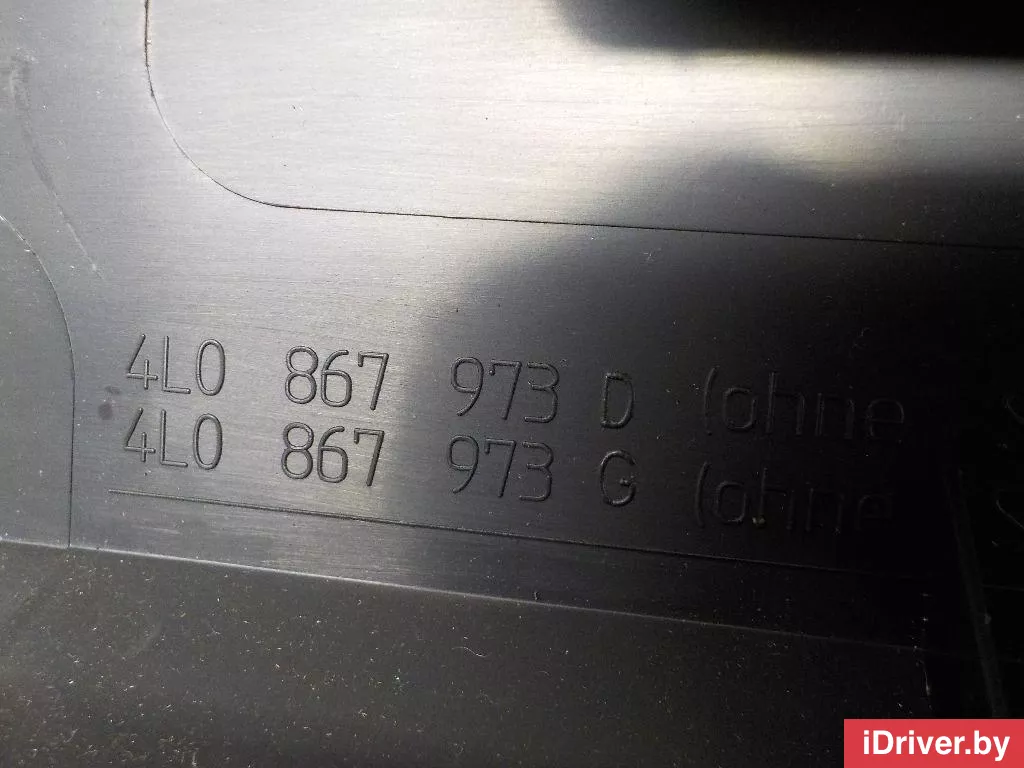 4L0 867 973 D (ohne
4L0 867 973 G (ohne
iDriver.by